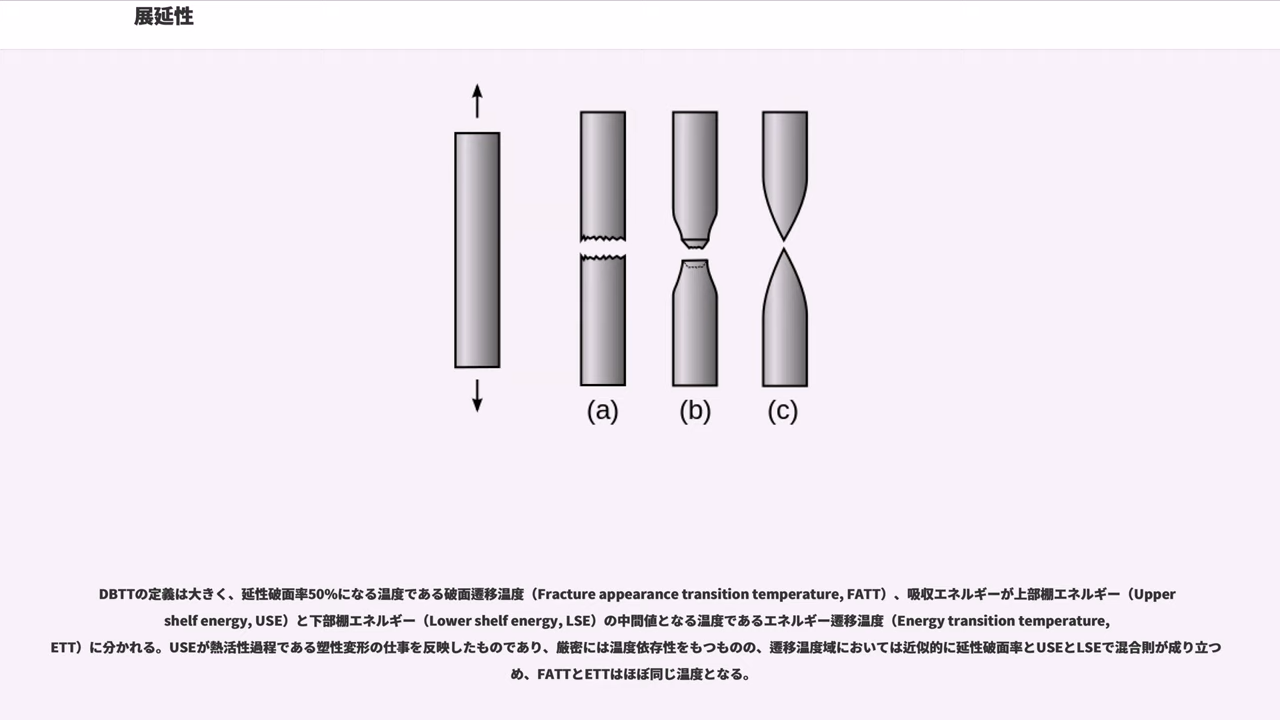 展延性
(a) (b) (c)
DBTTの定義は大きく、延性破面率50%になる温度である破面遷移温度（Fracture appearance transition temperature, FATT）、吸収エネルギーが上部棚エネルギー（Upper
shelf energy, USE）と下部棚エネルギー（Lower shelf energy, LSE）の中間値となる温度であるエネルギー遷移温度（Energy transition temperature,
ETT）に分かれる。USEが熱活性過程である塑性変形の仕事を反映したものであり、厳密には温度依存性をもつものの、遷移温度域においては近似的に延性破面率とUSEとLSEで混合則が成り立つ
め、FATTとETTはほぼ同じ温度となる。